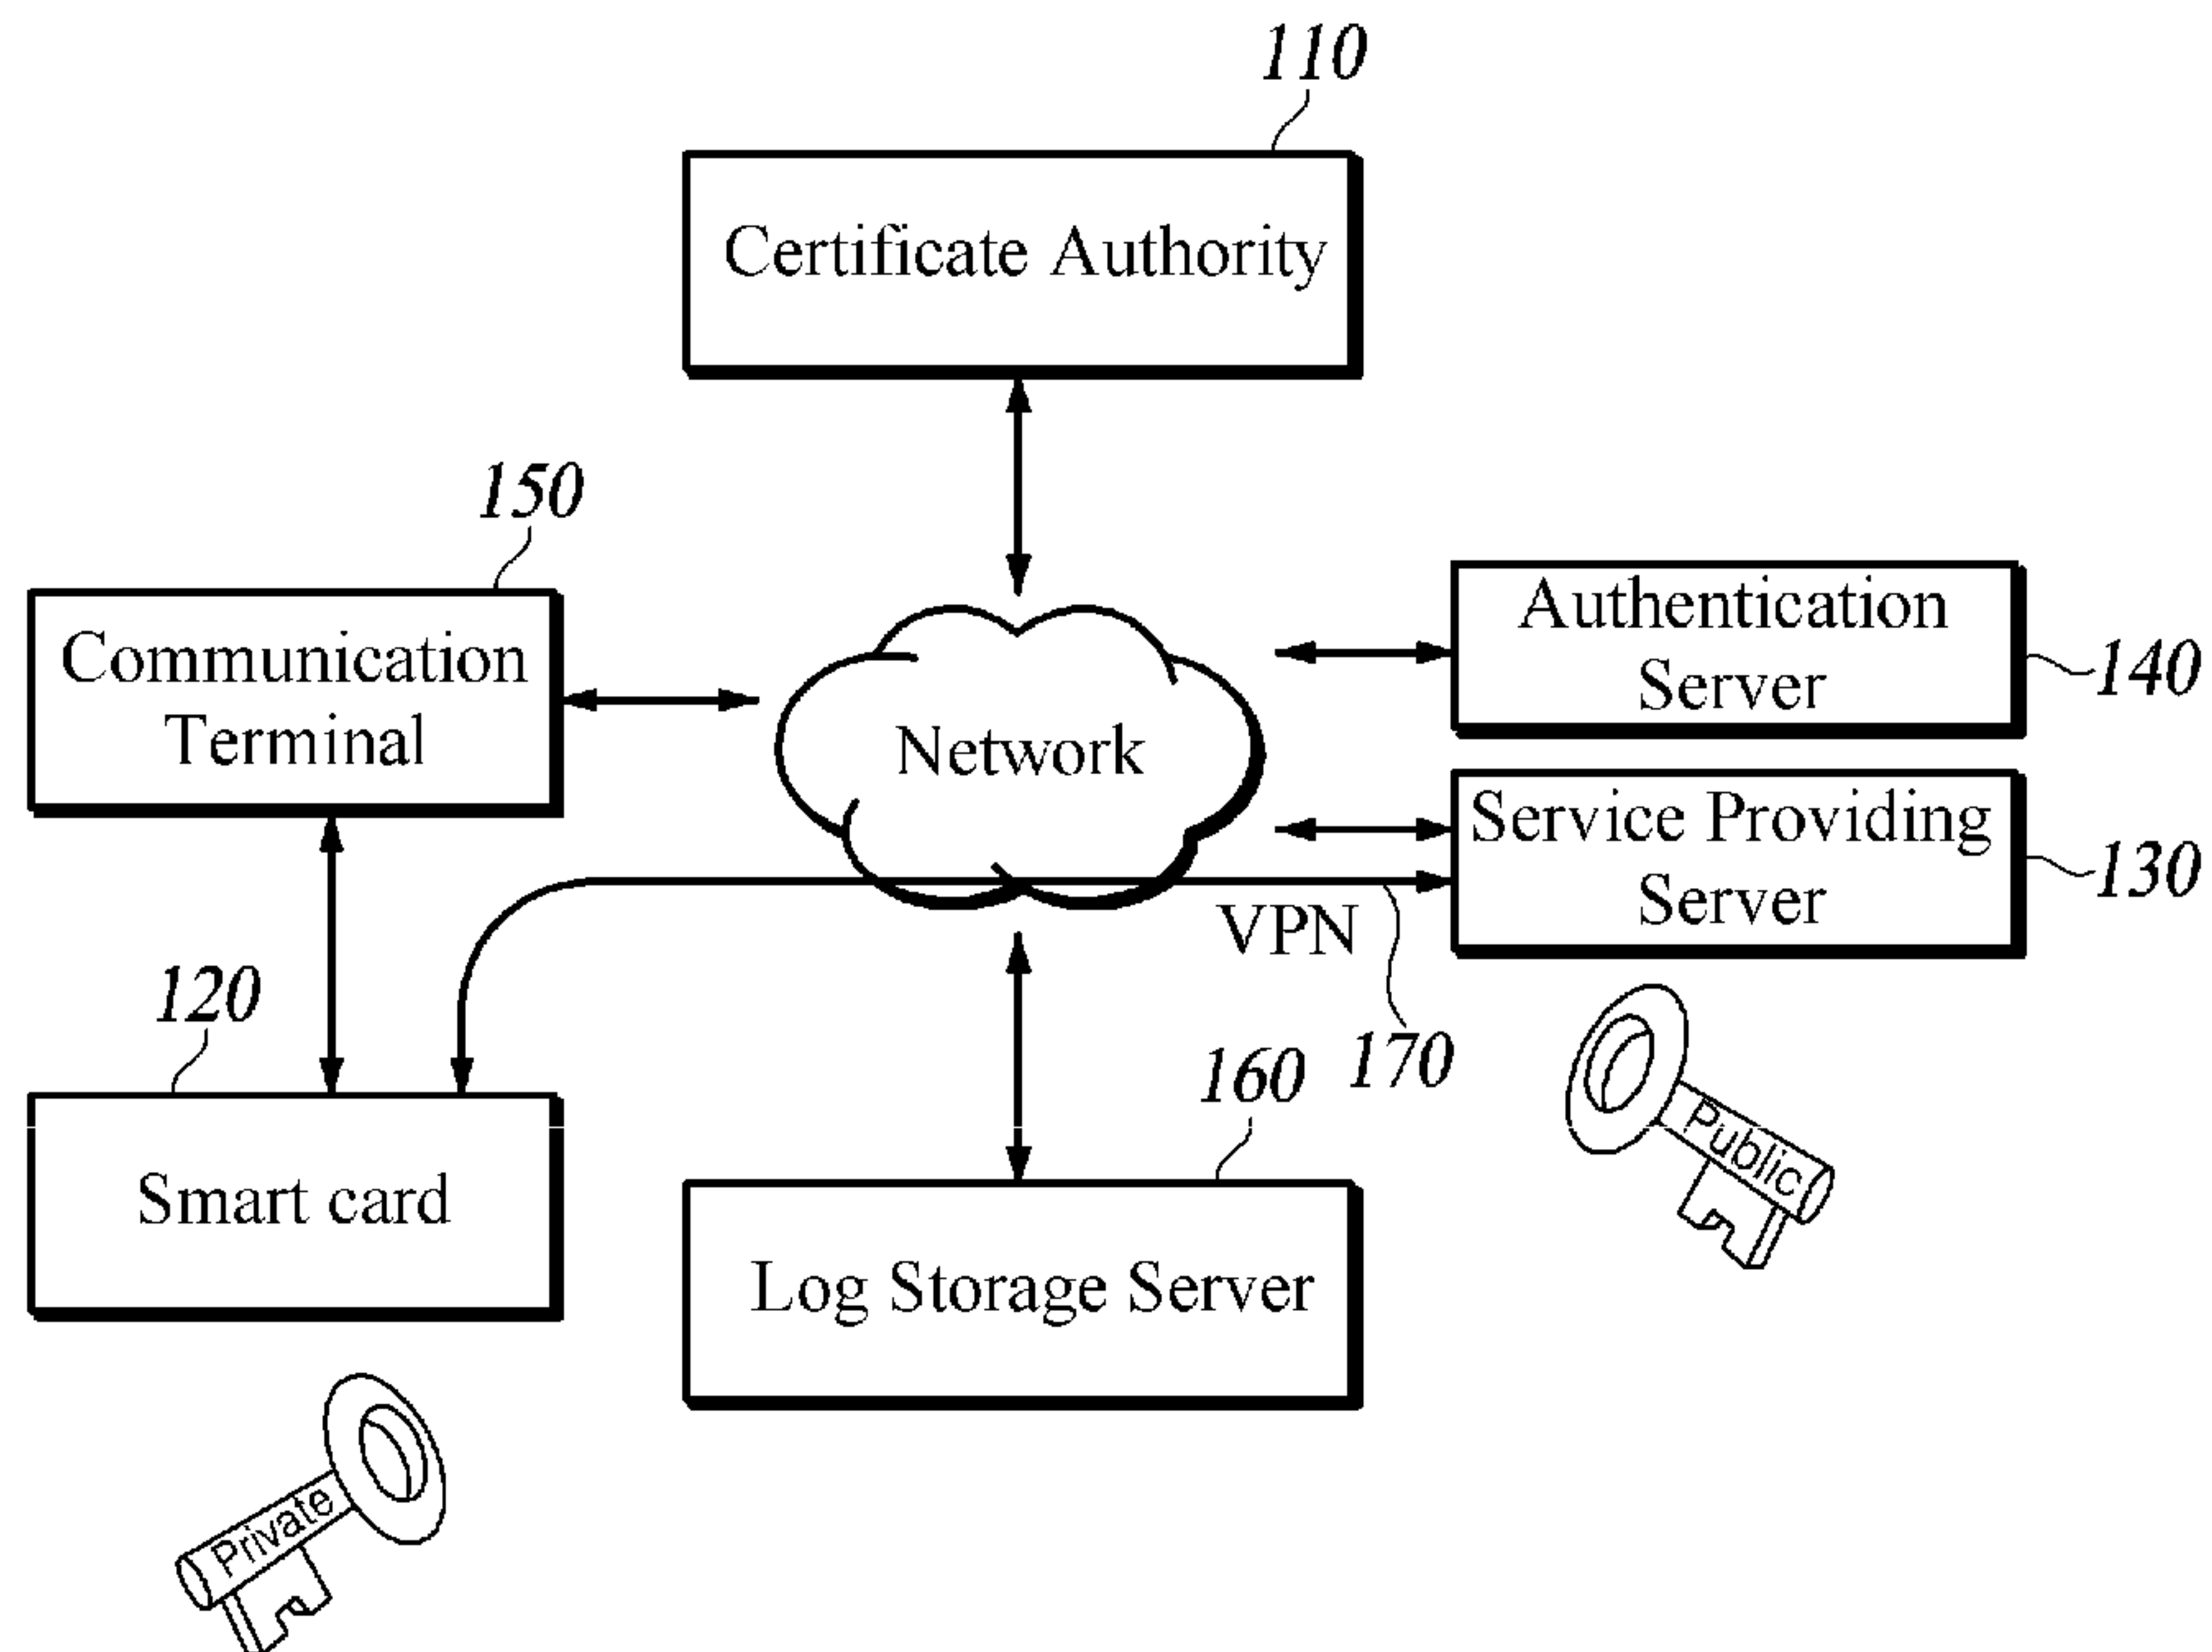 110
Certificate Authority
150
Communication
Terminal
Network
Authentication
Server
140
Service Providing
Server
130
VPN
170
120
Smart card
160
Log Storage Server
Public
Private